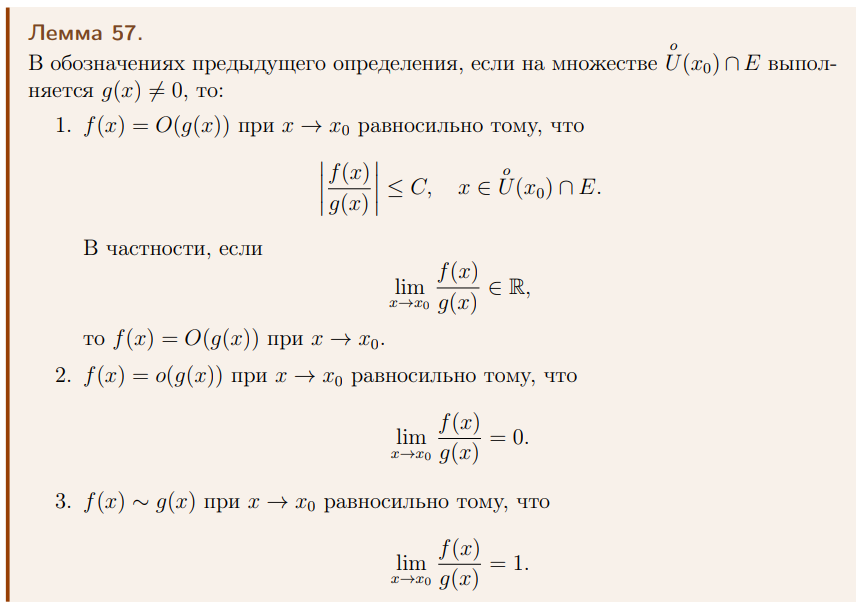 Лемма 57.
В обозначениях предыдущего определения, если на множестве $\overset{o}{U}(x_0) \cap E$ выпол-
няется $g(x) \neq 0$, то:
1. $f(x) = O(g(x))$ при $x \to x_0$ равносильно тому, что
$\left| \frac{f(x)}{g(x)} \right| \leq C, \quad x \in \overset{o}{U}(x_0) \cap E.$
В частности, если
$\lim_{x \to x_0} \frac{f(x)}{g(x)} \in \mathbb{R},$
то $f(x) = O(g(x))$ при $x \to x_0$.
2. $f(x) = o(g(x))$ при $x \to x_0$ равносильно тому, что
$\lim_{x \to x_0} \frac{f(x)}{g(x)} = 0.$
3. $f(x) \sim g(x)$ при $x \to x_0$ равносильно тому, что
$\lim_{x \to x_0} \frac{f(x)}{g(x)} = 1.$